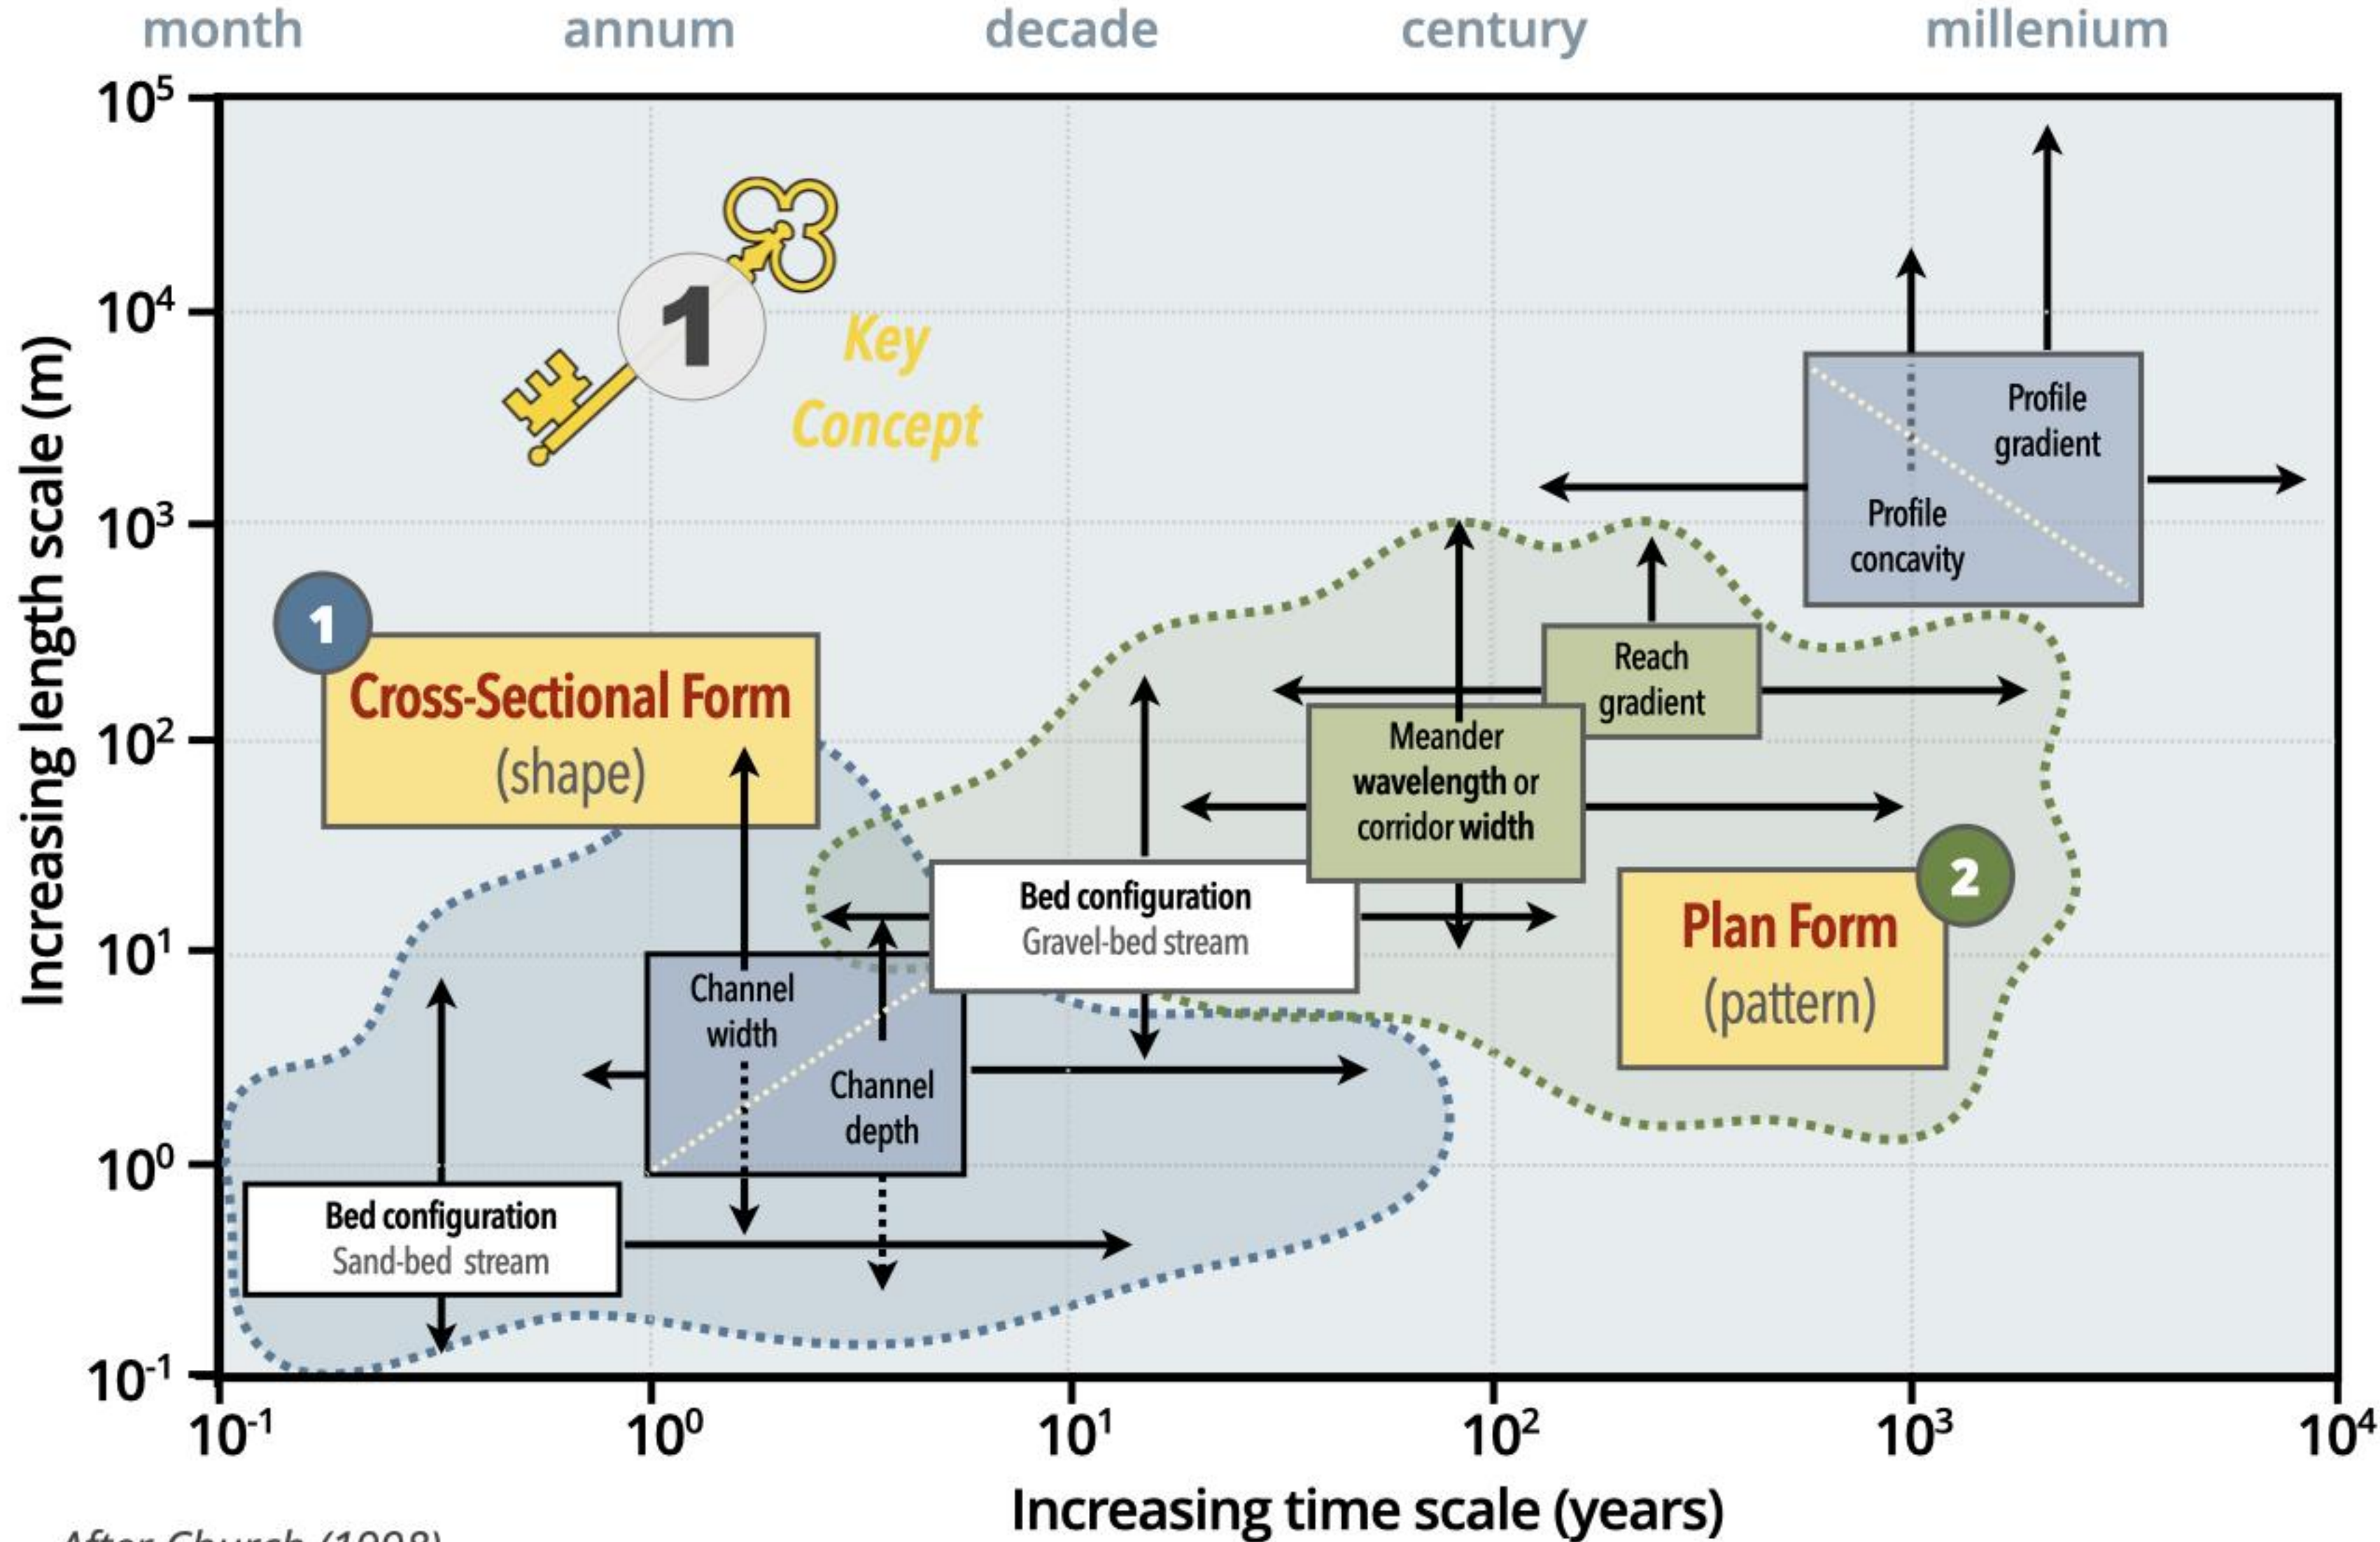 month annum decade century millenium
10⁵
10⁴
10³
10²
10¹
10⁰
10⁻¹
Increasing length scale (m)
1
Key
Concept
Profile
gradient
Profile
concavity
1
Cross-Sectional Form
(shape)
Reach
gradient
Meander
wavelength or
corridor width
Bed configuration
Gravel-bed stream
2
Plan Form
(pattern)
Channel
width
Channel
depth
Bed configuration
Sand-bed stream
10⁻¹ 10⁰ 10¹ 10² 10³ 10⁴
Increasing time scale (years)
After Church (1998)